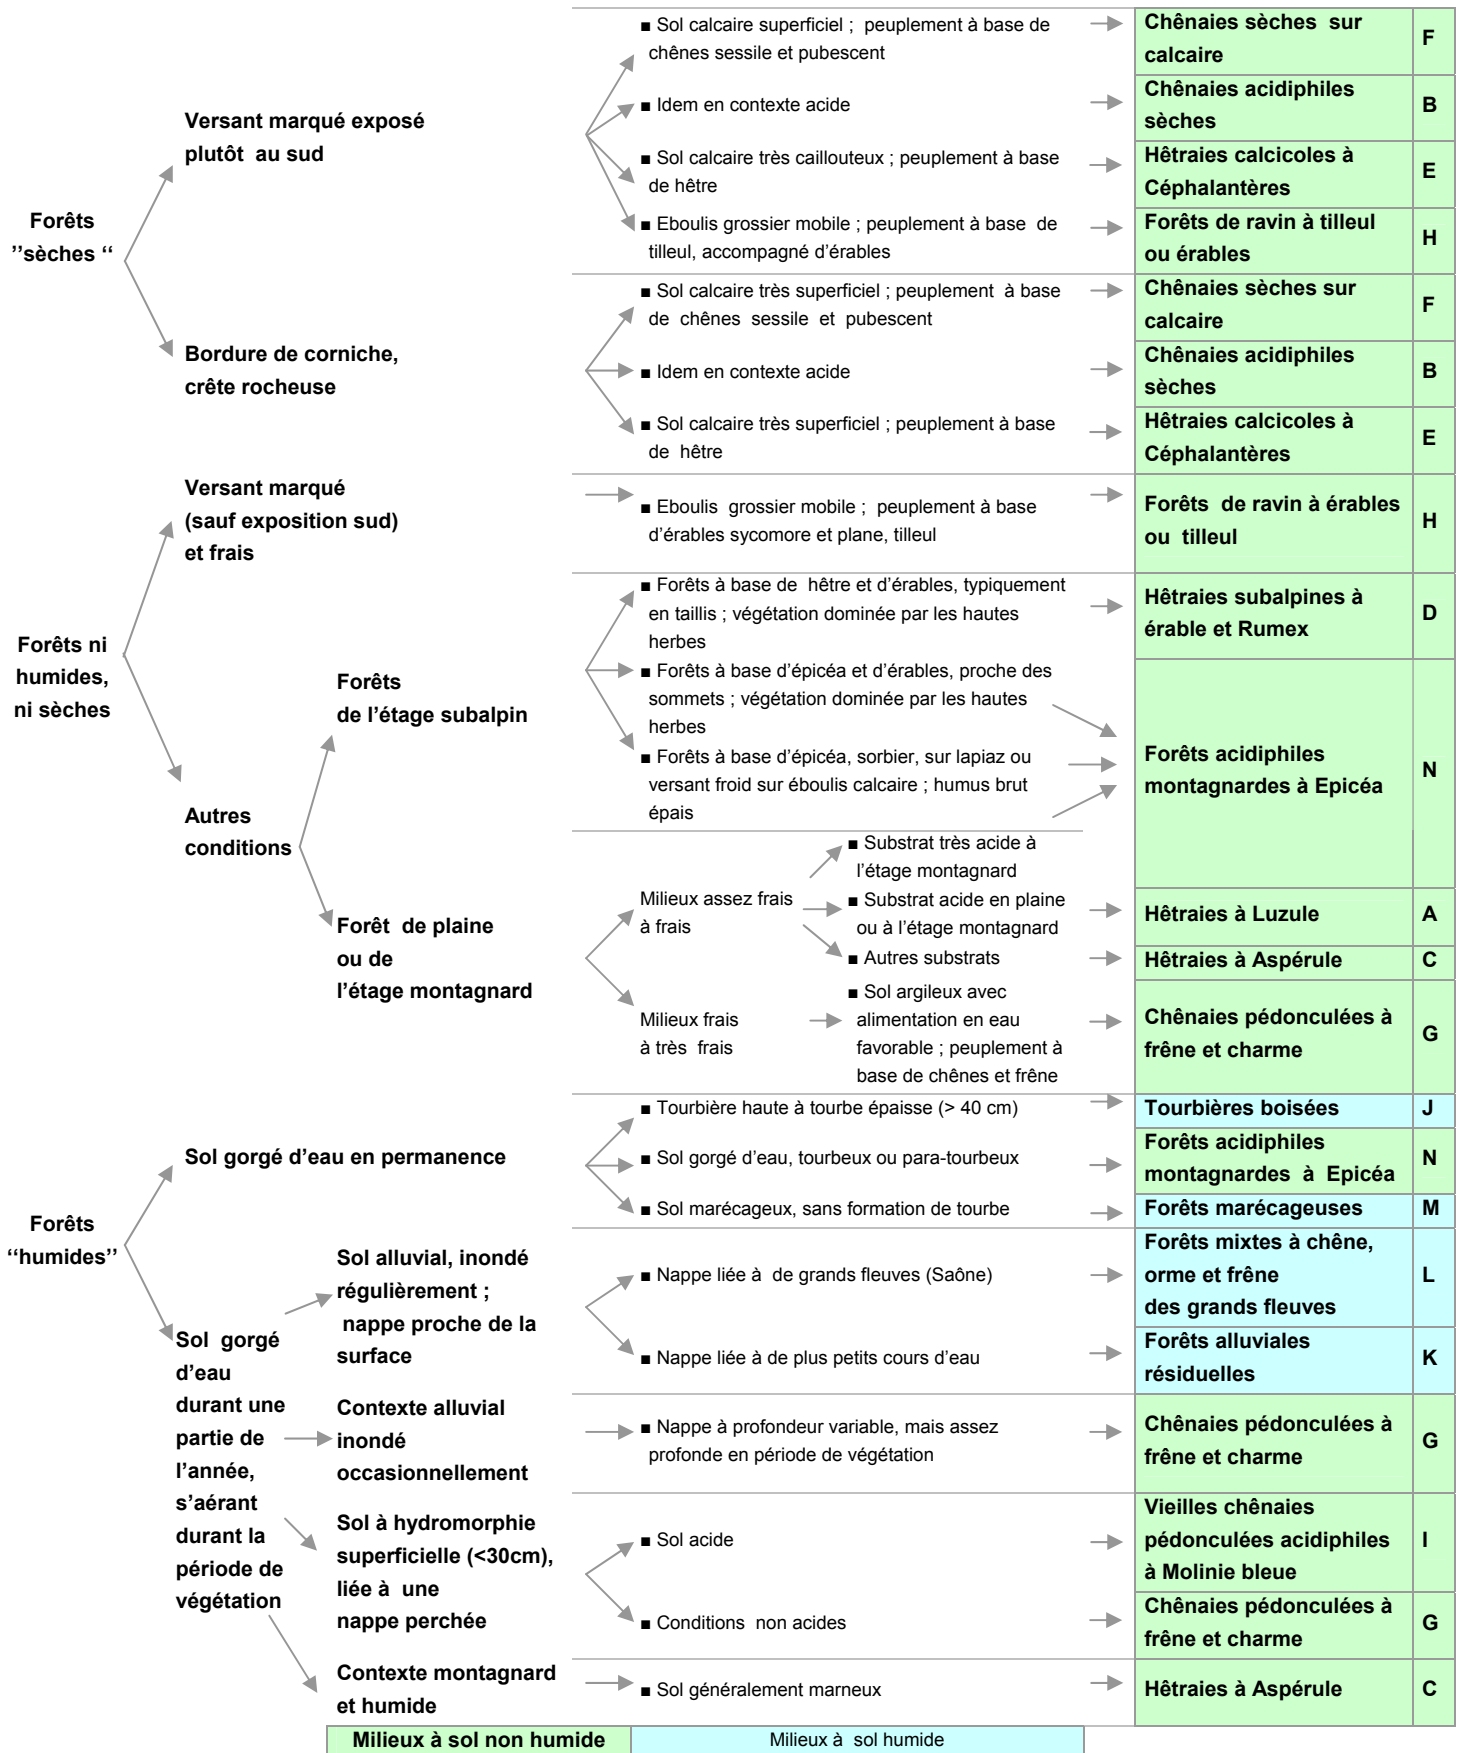 Forêts
’’sèches ‘‘
Versant marqué exposé
plutôt au sud
■ Sol calcaire superficiel ; peuplement à base de
chênes sessile et pubescent
Chênaies sèches sur
calcaire
F
■ Idem en contexte acide
Chênaies acidiphiles
sèches
B
■ Sol calcaire très caillouteux ; peuplement à base
de hêtre
Hêtraies calcicoles à
Céphalantères
E
■ Eboulis grossier mobile ; peuplement à base de
tilleul, accompagné d’érables
Forêts de ravin à tilleul
ou érables
H
Bordure de corniche,
crête rocheuse
■ Sol calcaire très superficiel ; peuplement à base
de chênes sessile et pubescent
Chênaies sèches sur
calcaire
F
■ Idem en contexte acide
Chênaies acidiphiles
sèches
B
■ Sol calcaire très superficiel ; peuplement à base
de hêtre
Hêtraies calcicoles à
Céphalantères
E
Forêts ni
humides,
ni sèches
Versant marqué
(sauf exposition sud)
et frais
■ Eboulis grossier mobile ; peuplement à base
d’érables sycomore et plane, tilleul
Forêts de ravin à érables
ou tilleul
H
Autres
conditions
Forêts
de l’étage subalpin
■ Forêts à base de hêtre et d’érables, typiquement
en taillis ; végétation dominée par les hautes
herbes
Hêtraies subalpines à
érable et Rumex
D
■ Forêts à base d’épicéa et d’érables, proche des
sommets ; végétation dominée par les hautes
herbes
■ Forêts à base d’épicéa, sorbier, sur lapiaz ou
versant froid sur éboulis calcaire ; humus brut
épais
Forêts acidiphiles
montagnardes à Epicéa
N
Forêt de plaine
ou de
l’étage montagnard
Milieux assez frais
à frais
■ Substrat très acide à
l’étage montagnard
■ Substrat acide en plaine
ou à l’étage montagnard
Hêtraies à Luzule
A
■ Autres substrats
Hêtraies à Aspérule
C
Milieux frais
à très frais
■ Sol argileux avec
alimentation en eau
favorable ; peuplement à
base de chênes et frêne
Chênaies pédonculées à
frêne et charme
G
Forêts
‘‘humides’’
Sol gorgé d’eau en permanence
■ Tourbière haute à tourbe épaisse (> 40 cm)
Tourbières boisées
J
■ Sol gorgé d’eau, tourbeux ou para-tourbeux
Forêts acidiphiles
montagnardes à Epicéa
N
■ Sol marécageux, sans formation de tourbe
Forêts marécageuses
M
Sol gorgé
d’eau
durant une
partie de
l’année,
s’aérant
durant la
période de
végétation
Sol alluvial, inondé
régulièrement ;
nappe proche de la
surface
■ Nappe liée à de grands fleuves (Saône)
Forêts mixtes à chêne,
orme et frêne
des grands fleuves
L
■ Nappe liée à de plus petits cours d’eau
Forêts alluviales
résiduelles
K
Contexte alluvial
inondé
occasionnellement
■ Nappe à profondeur variable, mais assez
profonde en période de végétation
Chênaies pédonculées à
frêne et charme
G
Sol à hydromorphie
superficielle (<30cm),
liée à une
nappe perchée
■ Sol acide
Vieilles chênaies
pédonculées acidiphiles
à Molinie bleue
I
■ Conditions non acides
Chênaies pédonculées à
frêne et charme
G
Contexte montagnard
et humide
■ Sol généralement marneux
Hêtraies à Aspérule
C
Milieux à sol non humide
Milieux à sol humide